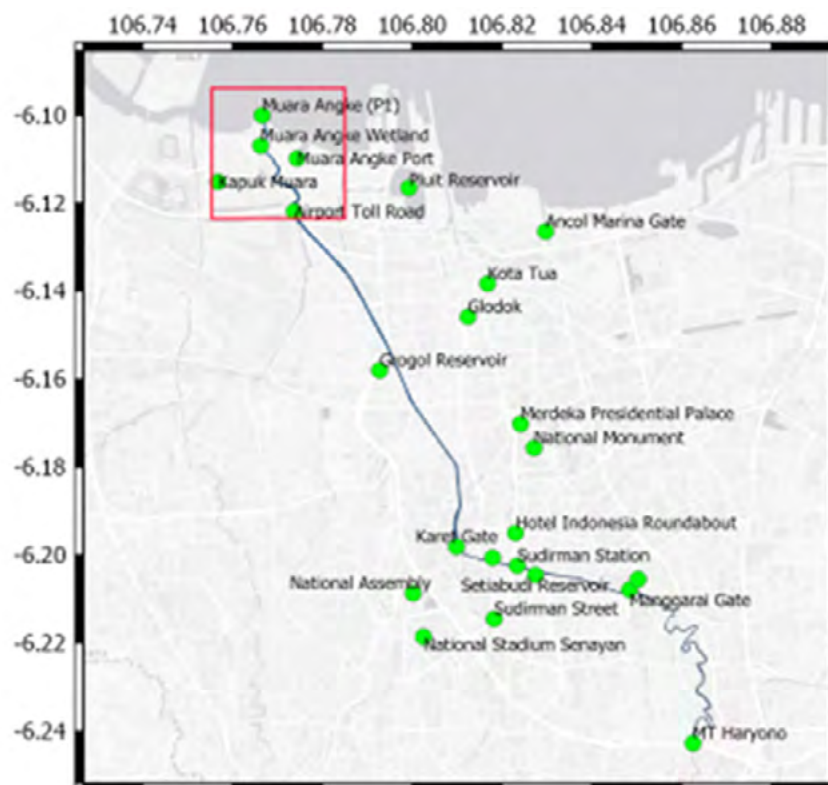 106.74 106.76 106.78 106.80 106.82 106.84 106.86 106.88
-6.10
-6.12
-6.14
-6.16
-6.18
-6.20
-6.22
-6.24
Muara Angke (P1)
Muara Angke Wetland
Muara Angke Port
Kapuk Muara
Pluit Reservoir
Airport Toll Road
Ancol Marina Gate
Kota Tua
Glodok
Grogol Reservoir
Merdeka Presidential Palace
National Monument
Hotel Indonesia Roundabout
Karet Gate
Sudirman Station
National Assembly
Setiabudi Reservoir
Manggarai Gate
Sudirman Street
National Stadium Senayan
MT Haryono